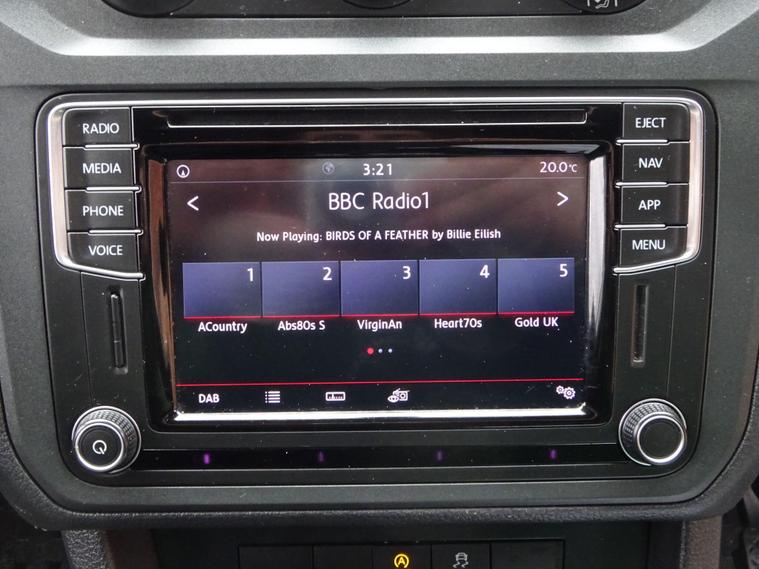 RADIO
MEDIA
PHONE
VOICE
EJECT
NAV
APP
MENU
3:21
20.0°C
< BBC Radio1 >
Now Playing: BIRDS OF A FEATHER by Billie Eilish
1 2 3 4 5
ACountry Abs80s S VirginAn Heart70s Gold UK
DAB
A